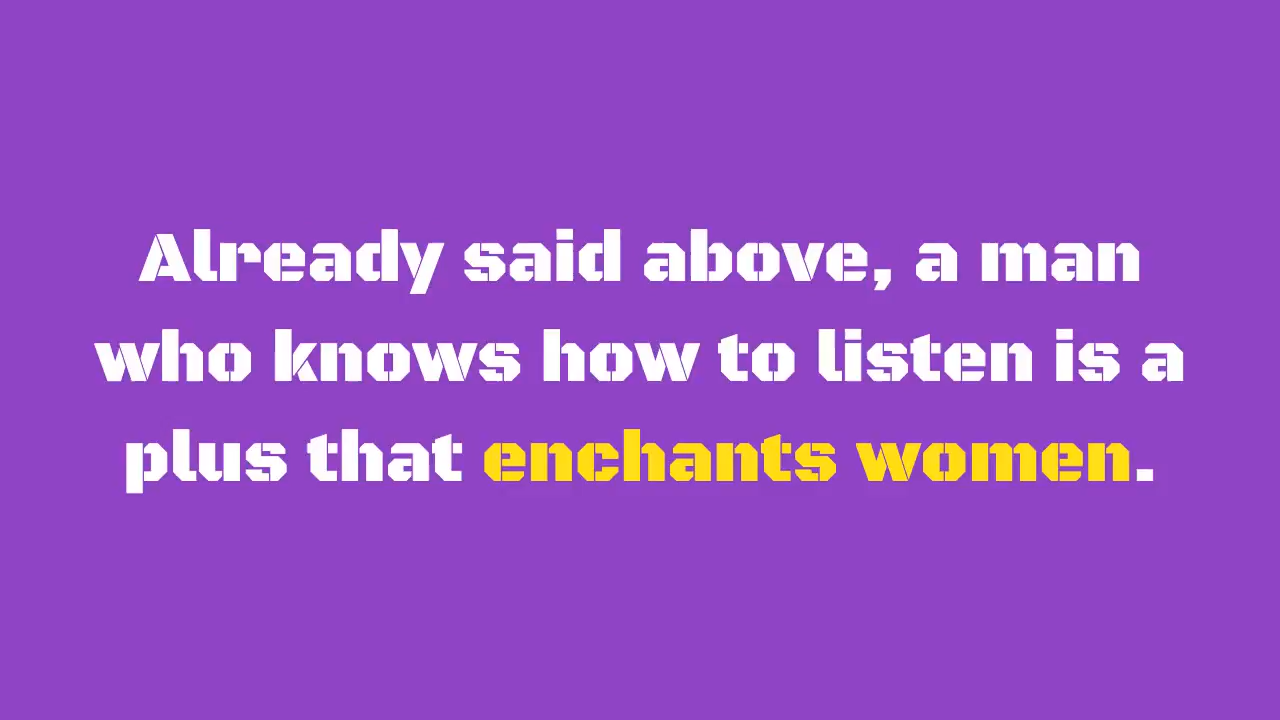 Already said above, a man
who knows how to listen is a
plus that enchants women.